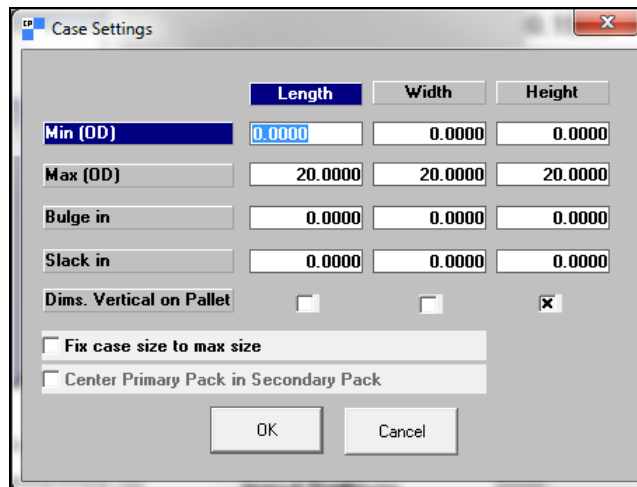 CP Case Settings
Length Width Height
Min (OD) 0.0000 0.0000 0.0000
Max (OD) 20.0000 20.0000 20.0000
Bulge in 0.0000 0.0000 0.0000
Slack in 0.0000 0.0000 0.0000
Dims. Vertical on Pallet
Fix case size to max size
Center Primary Pack in Secondary Pack
OK Cancel